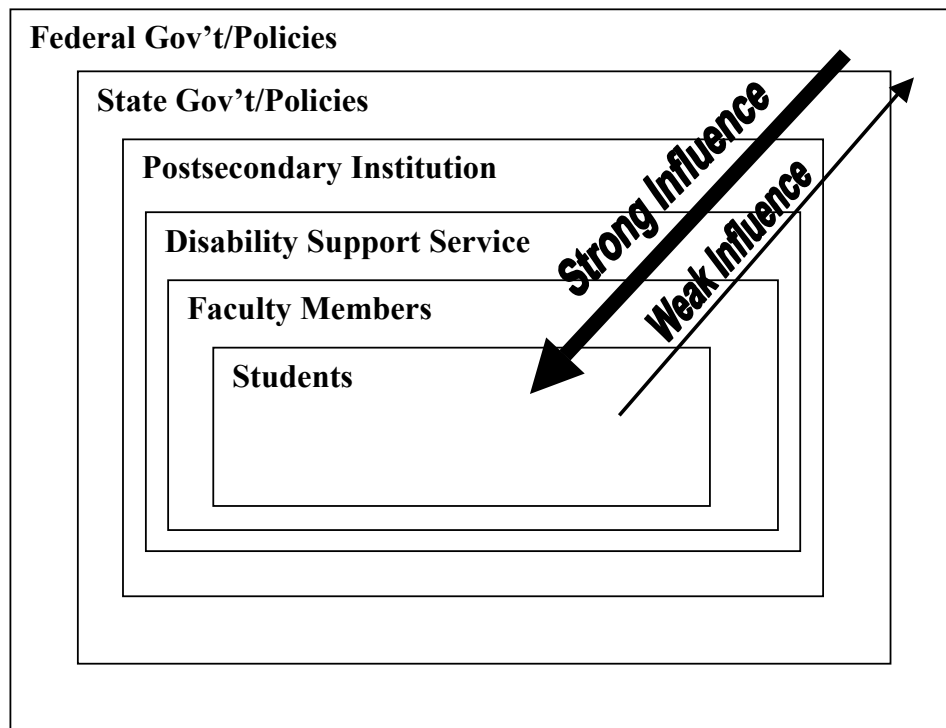 Federal Gov't/Policies
State Gov't/Policies
Postsecondary Institution
Disability Support Service
Faculty Members
Students
Strong Influence
Weak Influence